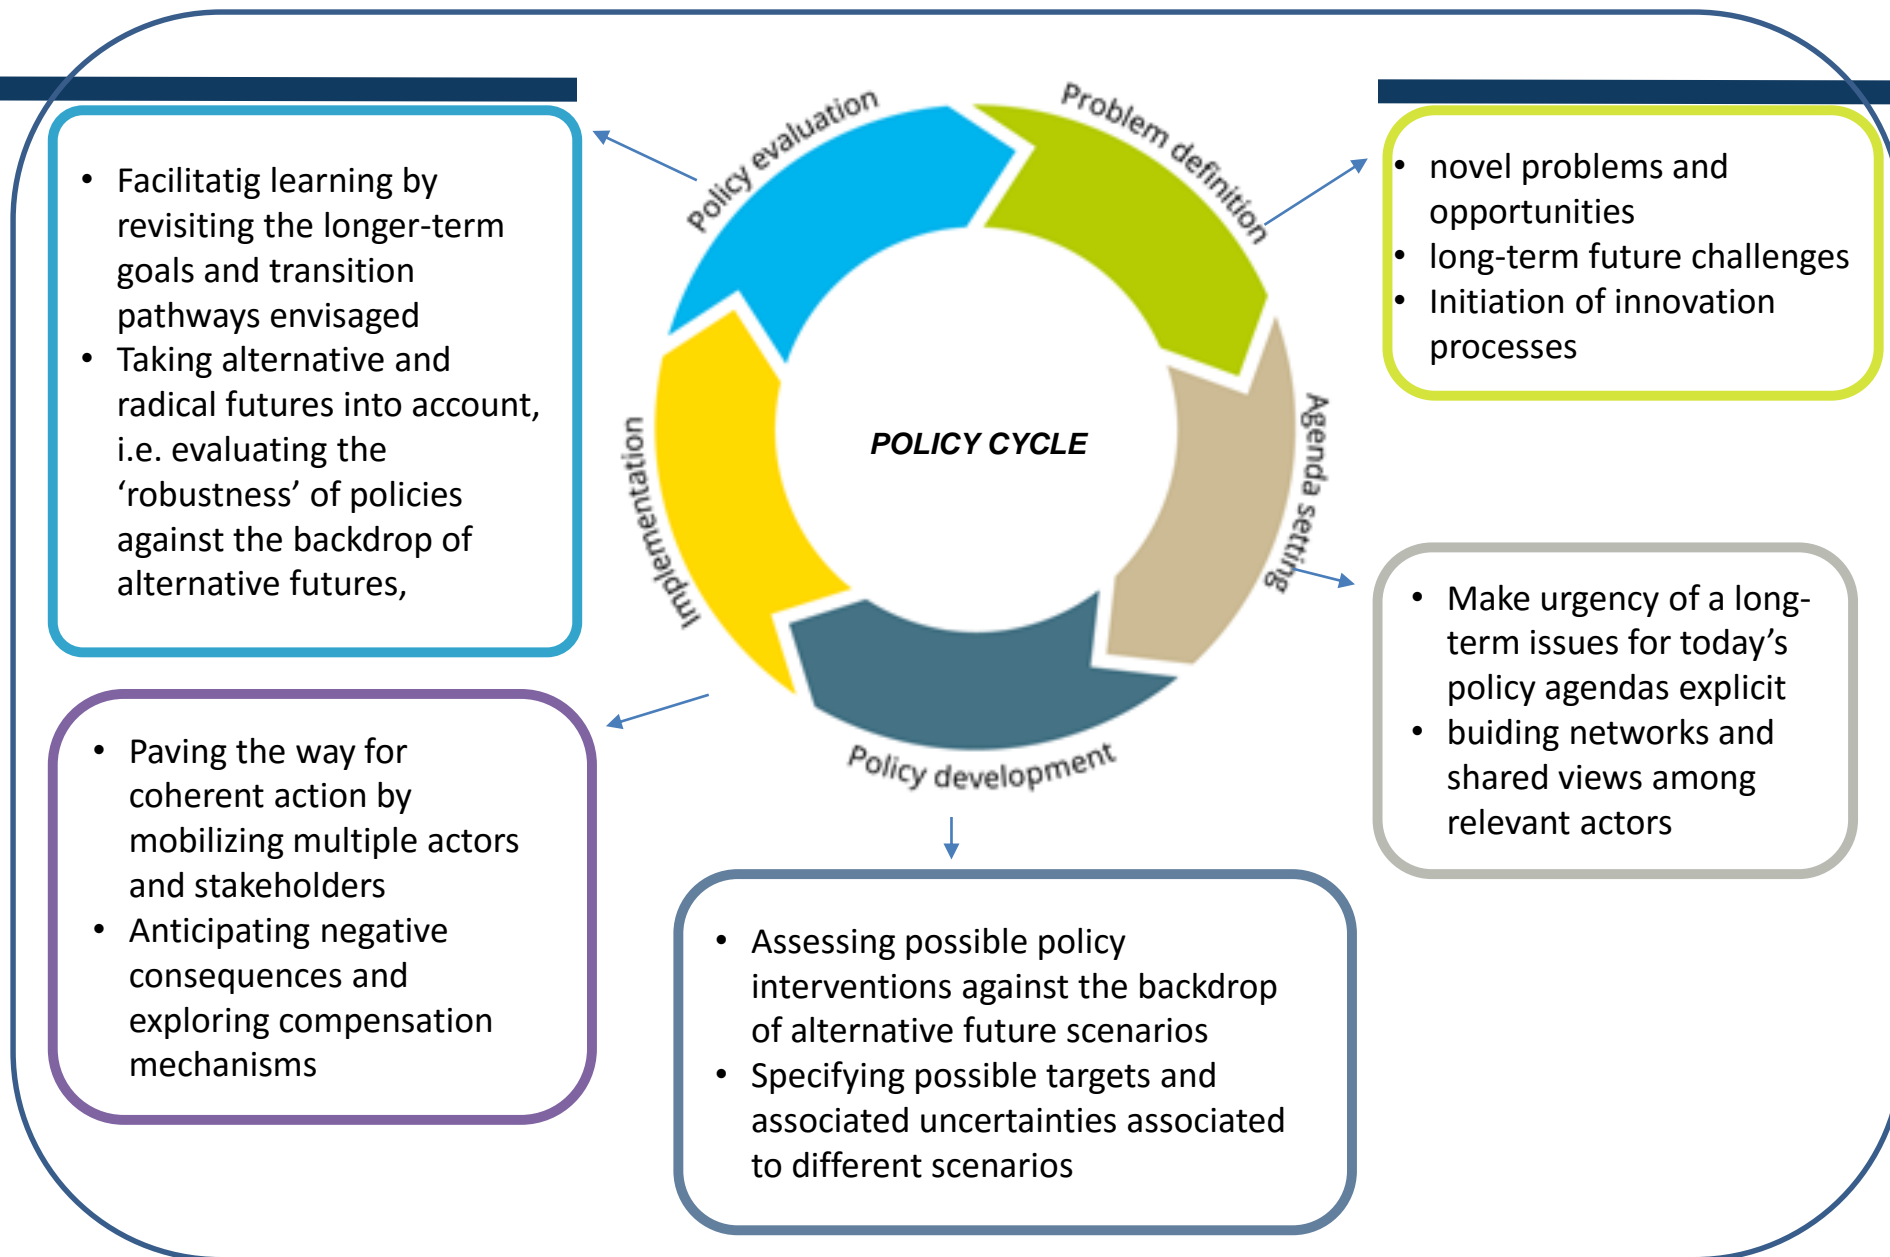 Policy evaluation
Problem definition
Agenda setting
Policy development
Implementation
POLICY CYCLE
• Facilitatig learning by
revisiting the longer-term
goals and transition
pathways envisaged
• Taking alternative and
radical futures into account,
i.e. evaluating the
‘robustness’ of policies
against the backdrop of
alternative futures,
• novel problems and
opportunities
• long-term future challenges
• Initiation of innovation
processes
• Make urgency of a long-
term issues for today’s
policy agendas explicit
• buiding networks and
shared views among
relevant actors
• Assessing possible policy
interventions against the backdrop
of alternative future scenarios
• Specifying possible targets and
associated uncertainties associated
to different scenarios
• Paving the way for
coherent action by
mobilizing multiple actors
and stakeholders
• Anticipating negative
consequences and
exploring compensation
mechanisms